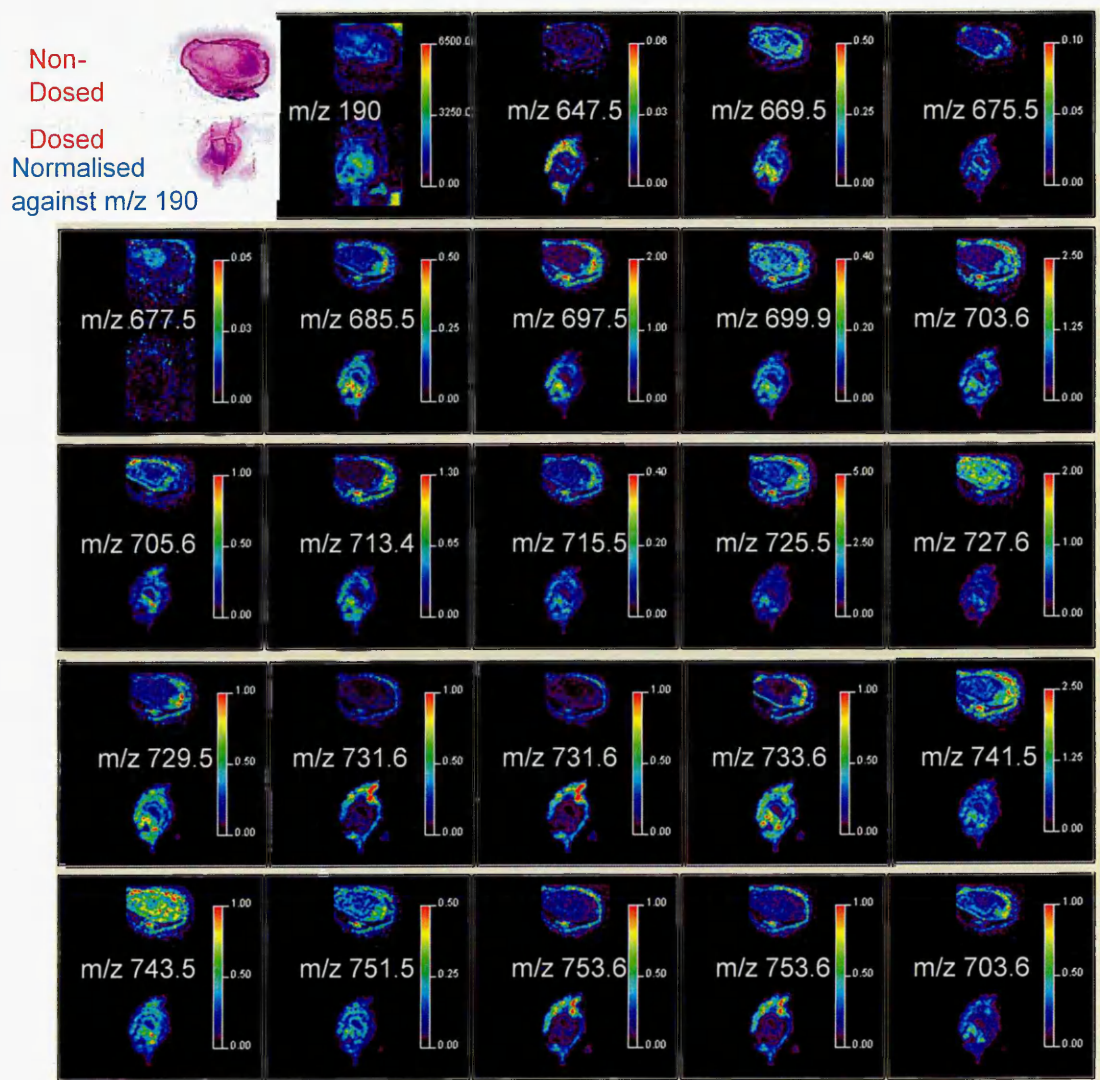 Non-
Dosed
Dosed
Normalised
against m/z 190
m/z 190
6500.0
3250.0
0.00
m/z 647.5
0.06
0.03
0.00
m/z 669.5
0.50
0.25
0.00
m/z 675.5
0.10
0.05
0.00
m/z 677.5
0.05
0.03
0.00
m/z 685.5
0.50
0.25
0.00
m/z 697.5
2.00
1.00
0.00
m/z 699.9
0.40
0.20
0.00
m/z 703.6
2.50
1.25
0.00
m/z 705.6
1.00
0.50
0.00
m/z 713.4
1.30
0.65
0.00
m/z 715.5
0.40
0.20
0.00
m/z 725.5
5.00
2.50
0.00
m/z 727.6
2.00
1.00
0.00
m/z 729.5
1.00
0.50
0.00
m/z 731.6
1.00
0.50
0.00
m/z 731.6
1.00
0.50
0.00
m/z 733.6
1.00
0.50
0.00
m/z 741.5
2.50
1.25
0.00
m/z 743.5
1.00
0.50
0.00
m/z 751.5
0.50
0.25
0.00
m/z 753.6
1.00
0.50
0.00
m/z 753.6
1.00
0.50
0.00
m/z 703.6
1.00
0.50
0.00